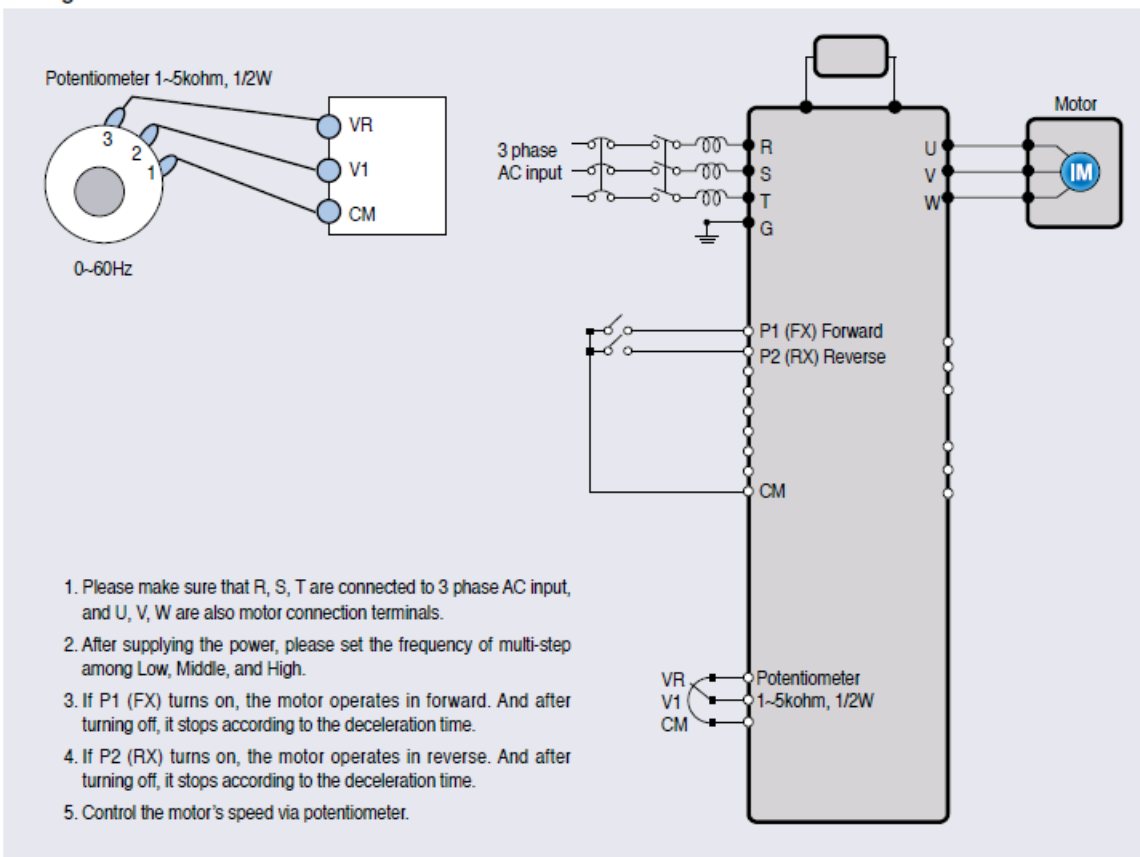 Potentiometer 1~5kohm, 1/2W
3
2
1
VR
V1
CM
0~60Hz
3 phase
AC input
R
S
T
G
U
V
W
Motor
IM
P1 (FX) Forward
P2 (RX) Reverse
CM
VR
V1
CM
Potentiometer
1~5kohm, 1/2W
1. Please make sure that R, S, T are connected to 3 phase AC input,
and U, V, W are also motor connection terminals.
2. After supplying the power, please set the frequency of multi-step
among Low, Middle, and High.
3. If P1 (FX) turns on, the motor operates in forward. And after
turning off, it stops according to the deceleration time.
4. If P2 (RX) turns on, the motor operates in reverse. And after
turning off, it stops according to the deceleration time.
5. Control the motor's speed via potentiometer.